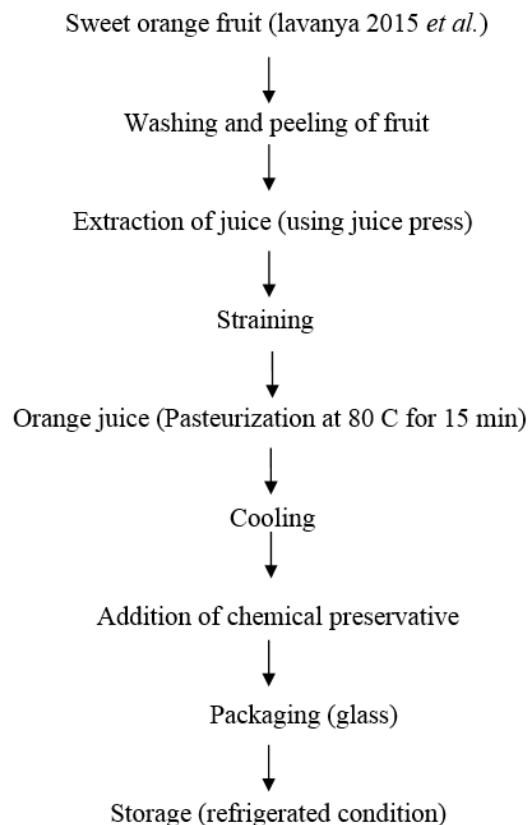 Sweet orange fruit (lavanya 2015 et al.)
Washing and peeling of fruit
Extraction of juice (using juice press)
Straining
Orange juice (Pasteurization at 80 C for 15 min)
Cooling
Addition of chemical preservative
Packaging (glass)
Storage (refrigerated condition)